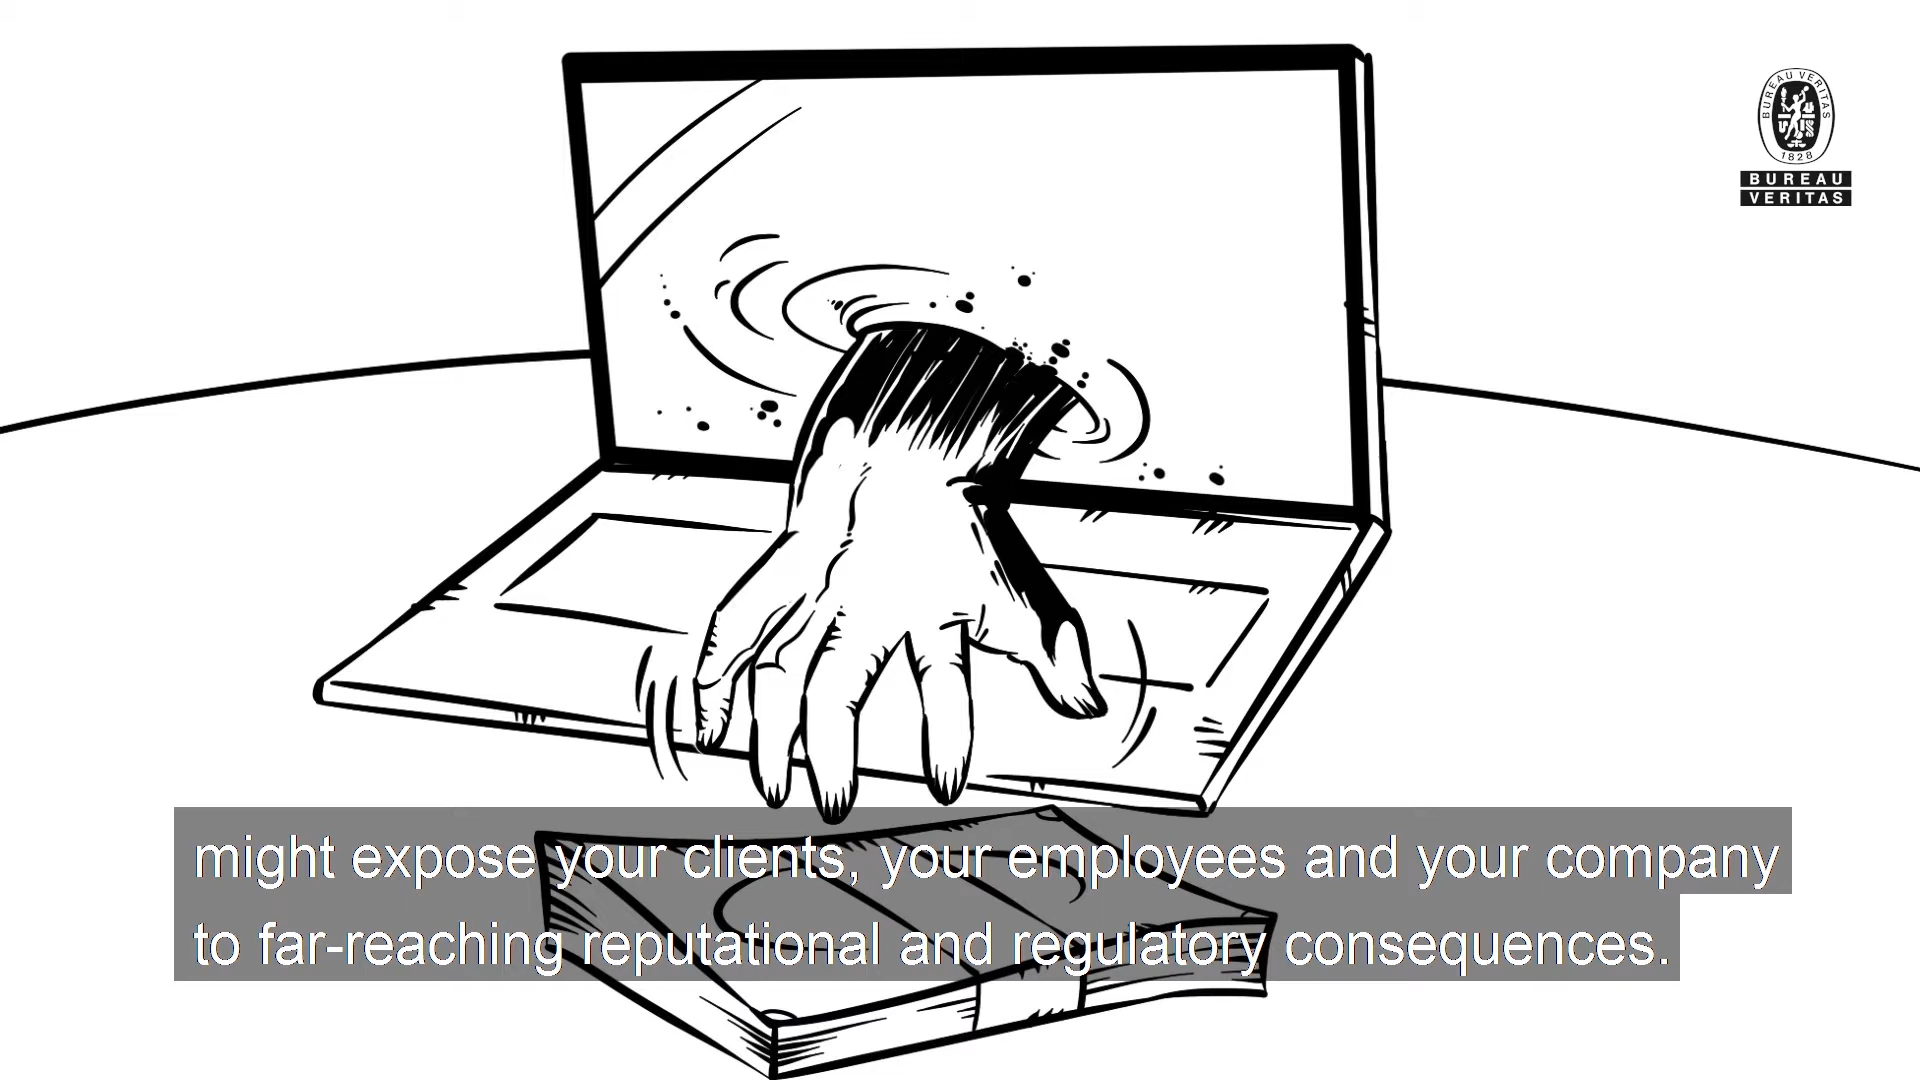 BUREAU VERITAS
1828
BUREAU
VERITAS
might expose your clients, your employees and your company
to far-reaching reputational and regulatory consequences.